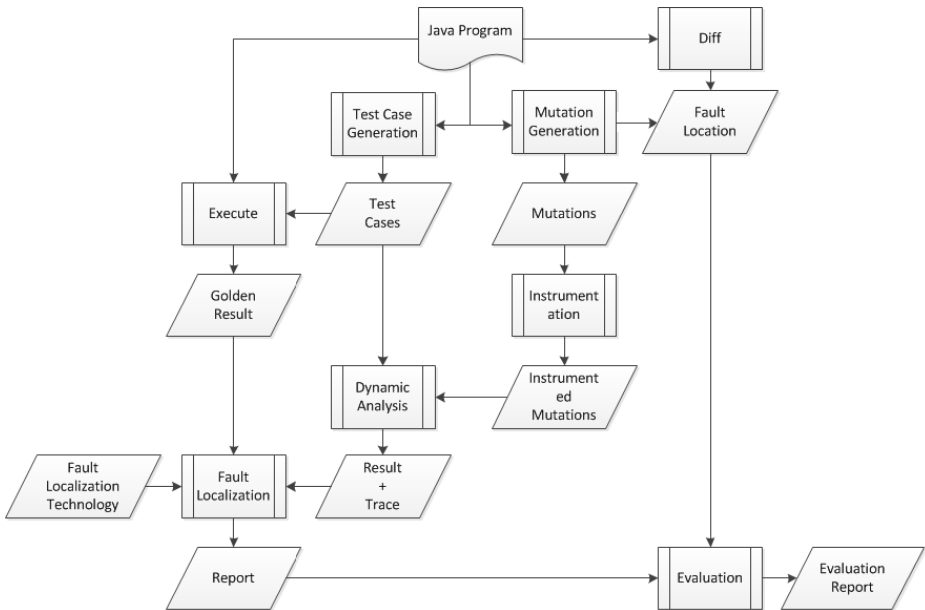 Java Program
Diff
Test Case
Generation
Mutation
Generation
Fault
Location
Execute
Test
Cases
Mutations
Golden
Result
Instrument
ation
Dynamic
Analysis
Instrument
ed
Mutations
Fault
Localization
Technology
Fault
Localization
Result
+
Trace
Report
Evaluation
Evaluation
Report